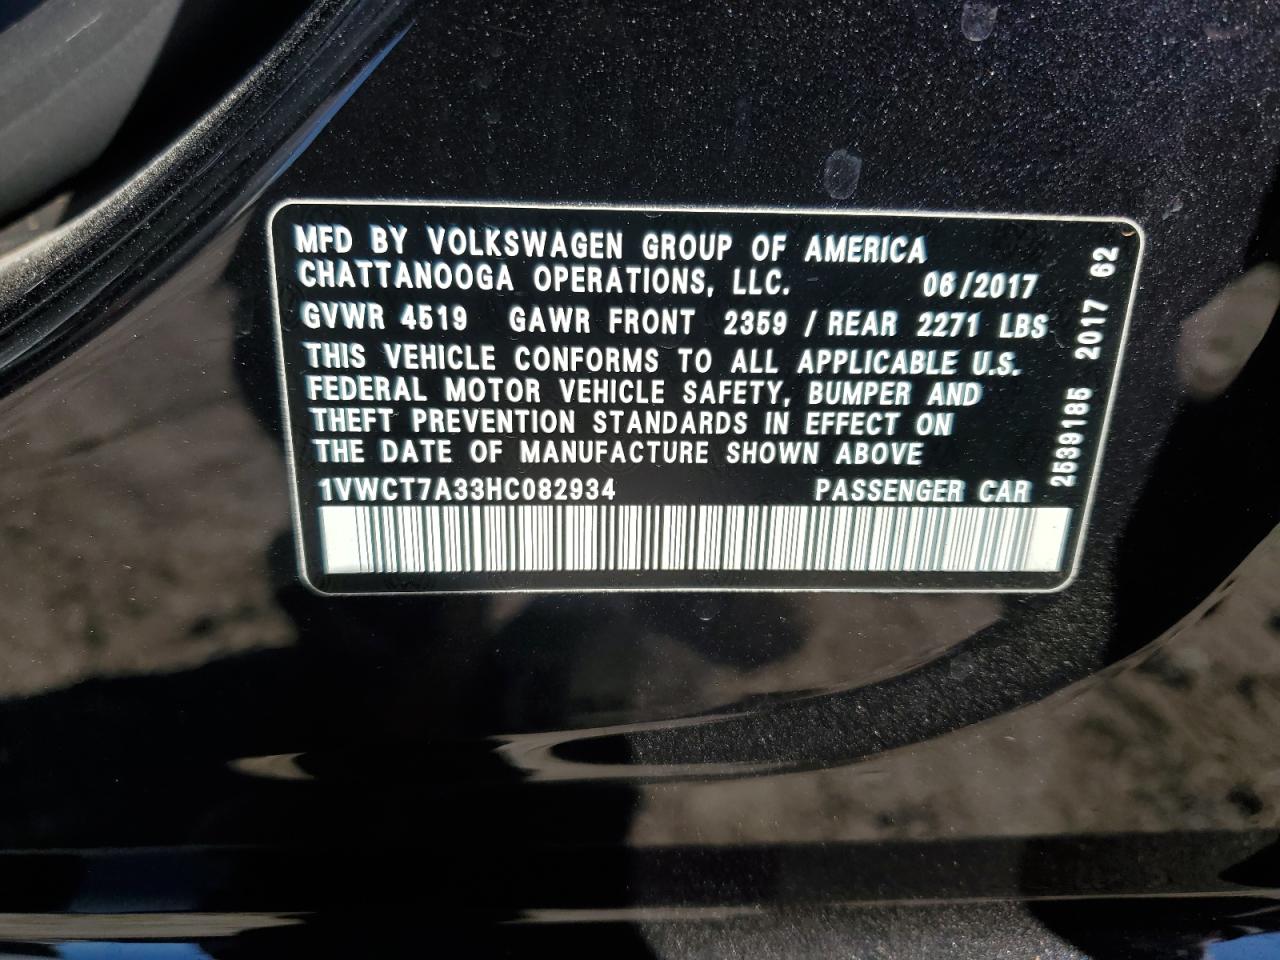 MFD BY VOLKSWAGEN GROUP OF AMERICA
CHATTANOOGA OPERATIONS, LLC. 06/2017
GVWR 4519 GAWR FRONT 2359 / REAR 2271 LBS
THIS VEHICLE CONFORMS TO ALL APPLICABLE U.S.
FEDERAL MOTOR VEHICLE SAFETY, BUMPER AND
THEFT PREVENTION STANDARDS IN EFFECT ON
THE DATE OF MANUFACTURE SHOWN ABOVE
1VWCT7A33HC082934 PASSENGER CAR
2539185 2017 62